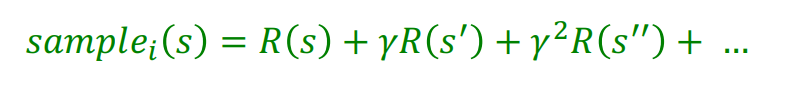 sampleᵢ(s) = R(s) + γR(s′) + γ²R(s′′) + ...